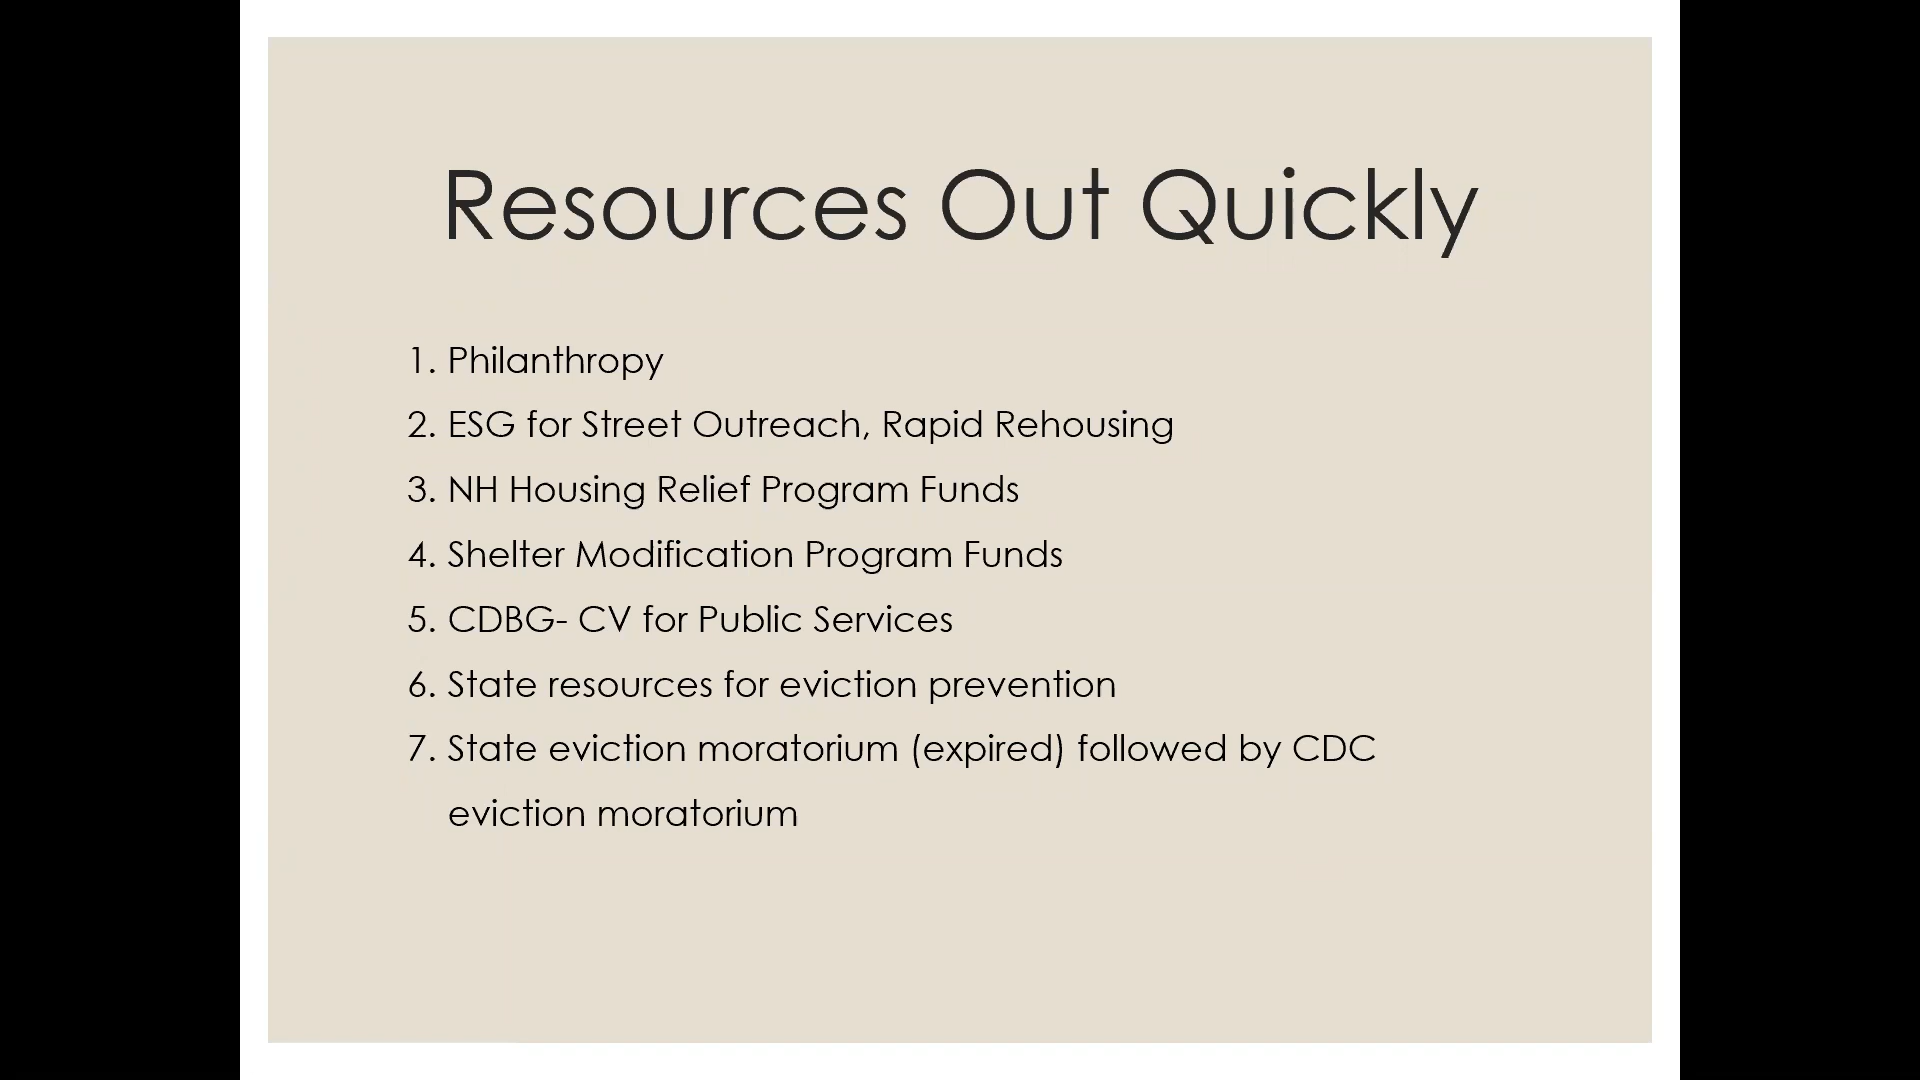 Resources Out Quickly
1. Philanthropy
2. ESG for Street Outreach, Rapid Rehousing
3. NH Housing Relief Program Funds
4. Shelter Modification Program Funds
5. CDBG- CV for Public Services
6. State resources for eviction prevention
7. State eviction moratorium (expired) followed by CDC
eviction moratorium